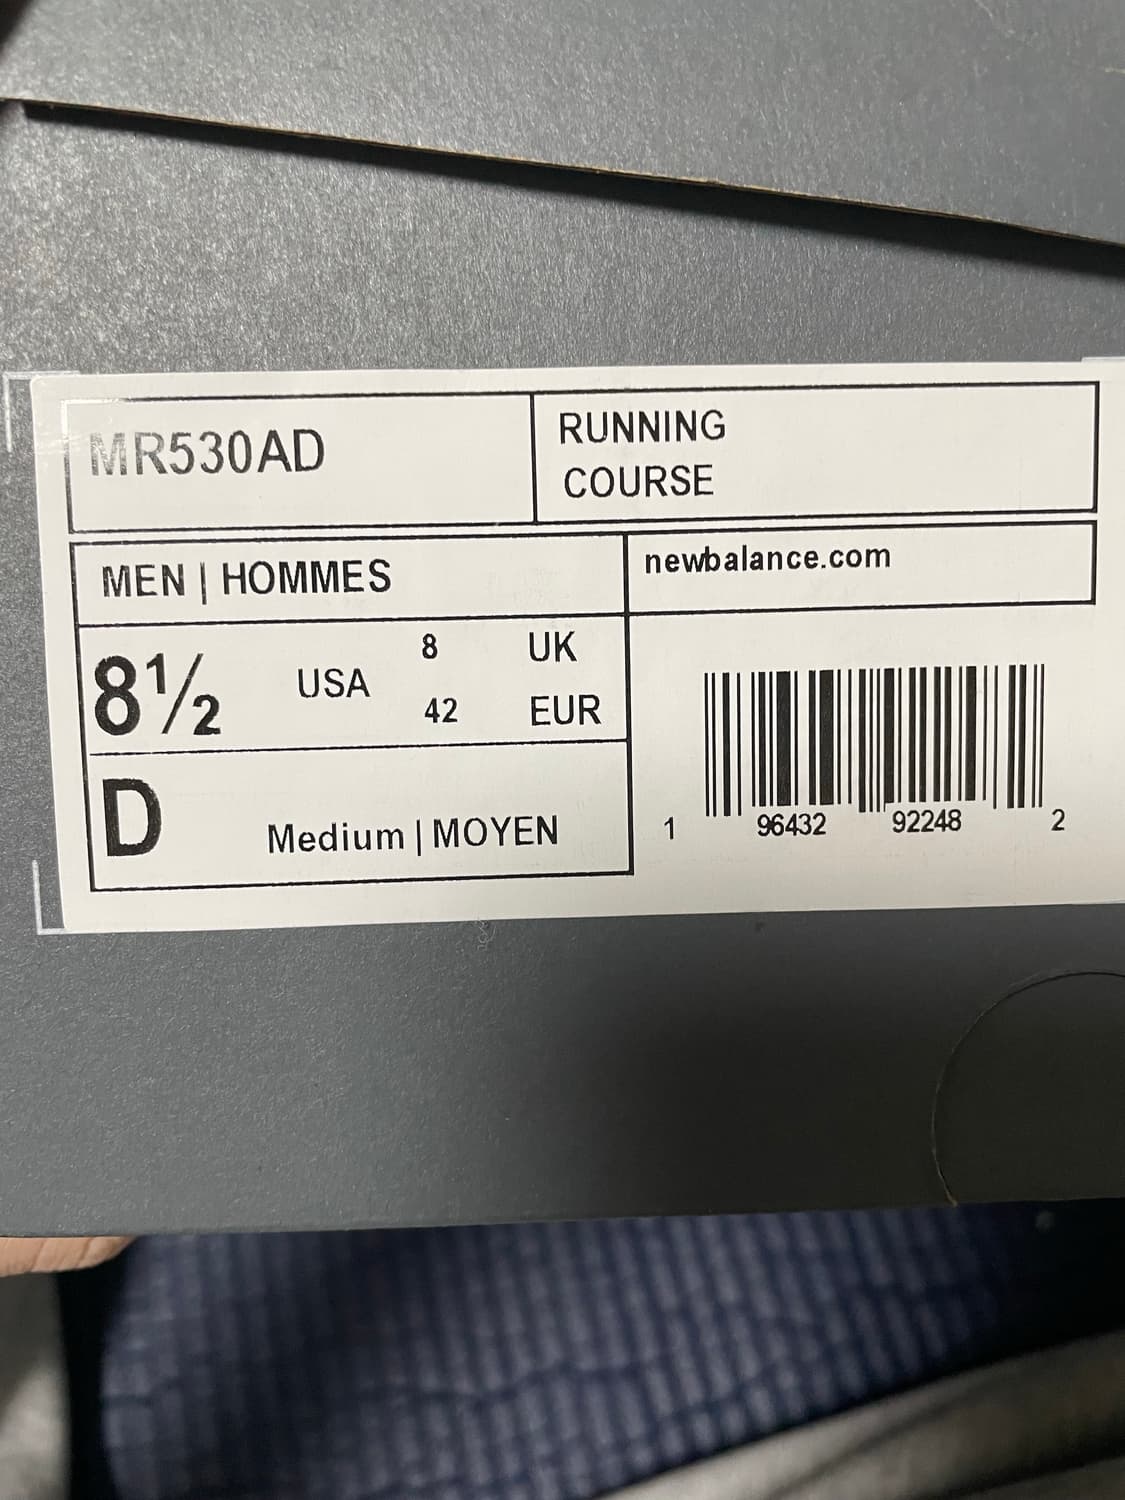 MR530AD
RUNNING
COURSE
MEN | HOMMES
newbalance.com
8½ USA
8 UK
42 EUR
D Medium | MOYEN
1 96432 92248 2